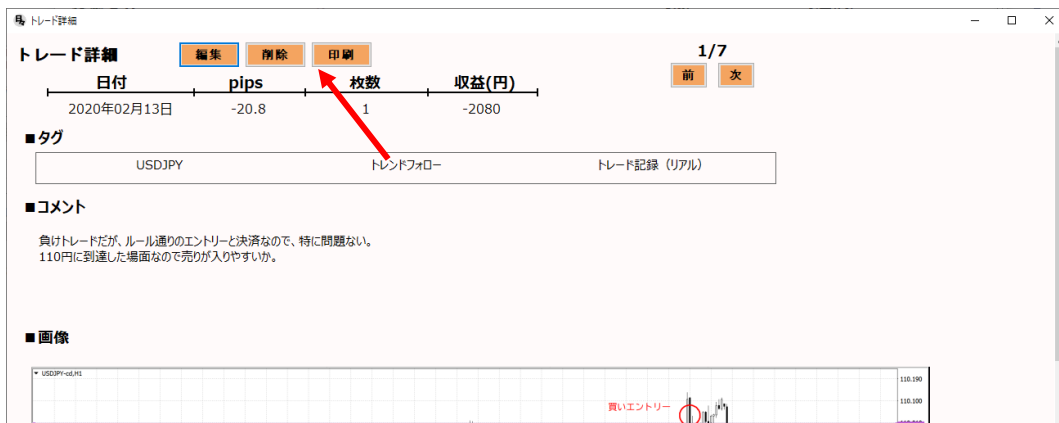 トレード詳細
トレード詳細 編集 削除 印刷 1/7
前 次
日付 pips 枚数 収益(円)
2020年02月13日 -20.8 1 -2080
■タグ
USDJPY トレンドフォロー トレード記録（リアル）
■コメント
負けトレードだが、ルール通りのエントリーと決済なので、特に問題ない。
110円に到達した場面なので売りが入りやすいか。
■画像
USDJPY-cd,H1
110.190
110.100
買いエントリー